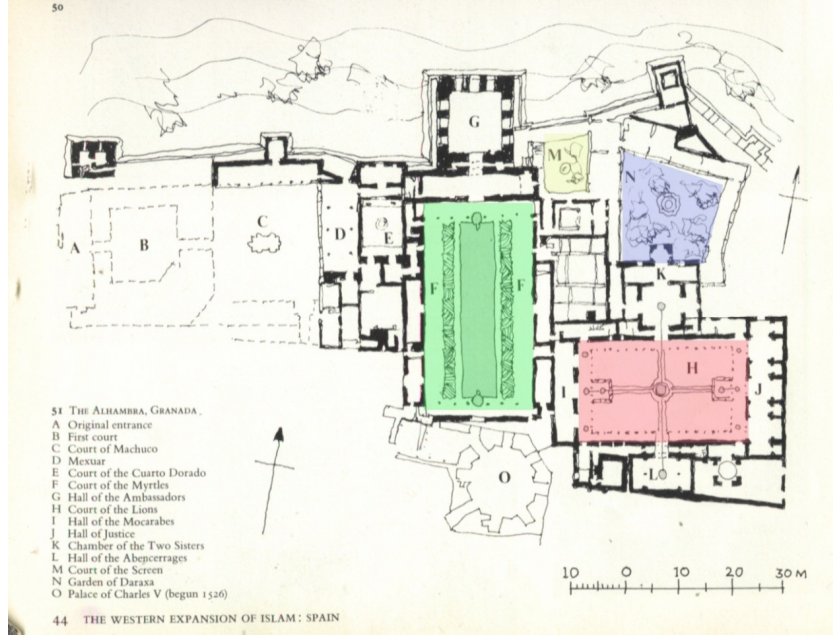 50
G
M
N
A
B
C
D
E
F
F
K
H
I
J
L
O
51 THE ALHAMBRA, GRANADA.
A Original entrance
B First court
C Court of Machuco
D Mexuar
E Court of the Cuarto Dorado
F Court of the Myrtles
G Hall of the Ambassadors
H Court of the Lions
I Hall of the Mocarabes
J Hall of Justice
K Chamber of the Two Sisters
L Hall of the Abencerrages
M Court of the Screen
N Garden of Daraxa
O Palace of Charles V (begun 1526)
10 0 10 20 30 M
44 THE WESTERN EXPANSION OF ISLAM: SPAIN